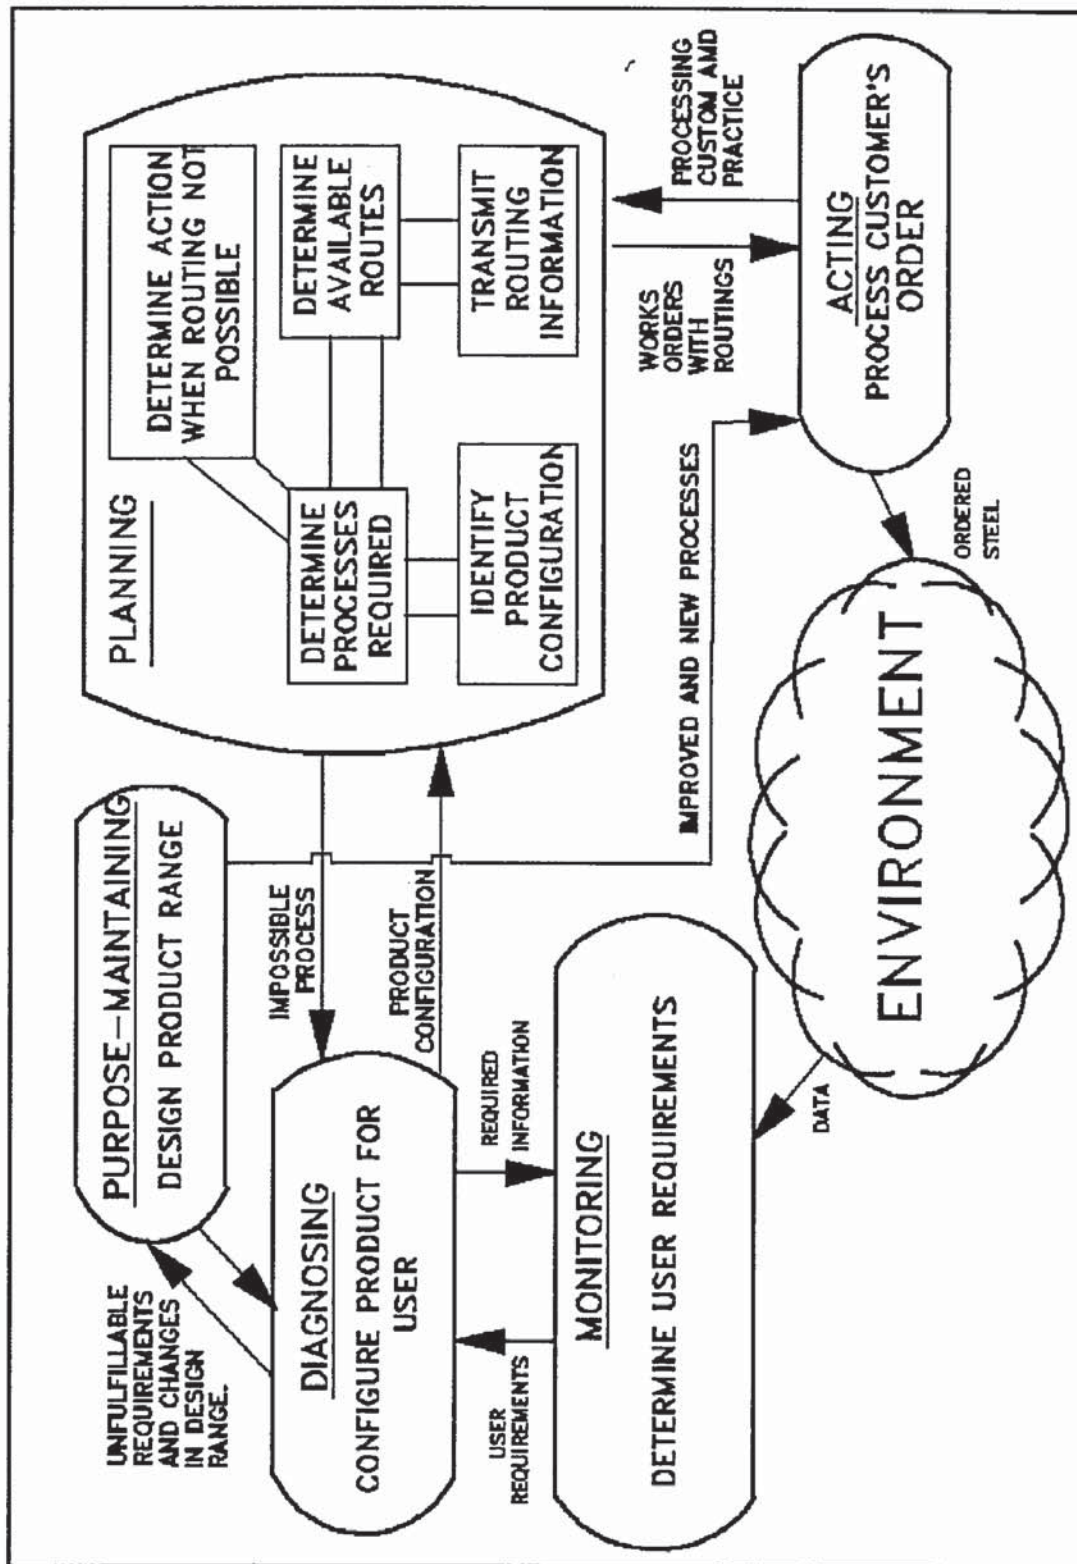 UNFULFILLABLE
REQUIREMENTS
AND CHANGES
IN DESIGN
RANGE.
PURPOSE-MAINTAINING
DESIGN PRODUCT RANGE
PLANNING
DETERMINE ACTION
WHEN ROUTING NOT
POSSIBLE
DETERMINE
PROCESSES
REQUIRED
DETERMINE
AVAILABLE
ROUTES
IDENTIFY
PRODUCT
CONFIGURATION
TRANSMIT
ROUTING
INFORMATION
IMPOSSIBLE
PROCESS
PRODUCT
CONFIGURATION
DIAGNOSING
CONFIGURE PRODUCT FOR
USER
USER
REQUIREMENTS
REQUIRED
INFORMATION
MONITORING
DETERMINE USER REQUIREMENTS
DATA
ENVIRONMENT
ORDERED
STEEL
IMPROVED AND NEW PROCESSES
WORKS
ORDERS
WITH
ROUTINGS
PROCESSING
CUSTOM AMD
PRACTICE
ACTING
PROCESS CUSTOMER'S
ORDER